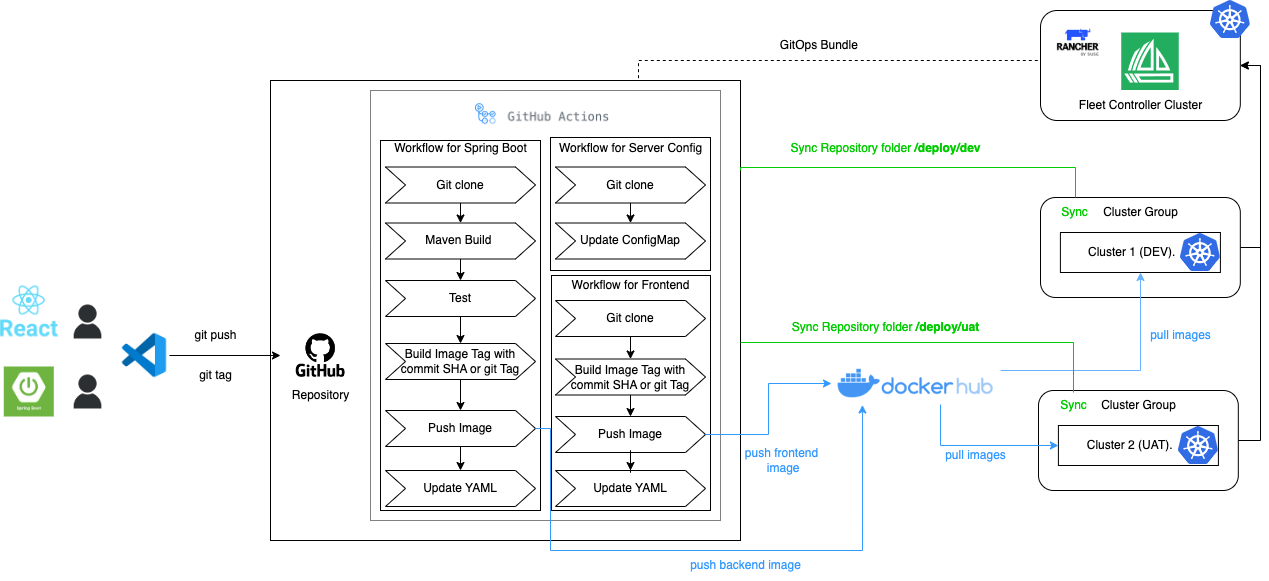 GitOps Bundle
RANCHER
BY SUSE
Fleet Controller Cluster
GitHub Actions
Workflow for Spring Boot
Git clone
Maven Build
Test
Build Image Tag with
commit SHA or git Tag
Push Image
Update YAML
Workflow for Server Config
Git clone
Update ConfigMap
Workflow for Frontend
Git clone
Build Image Tag with
commit SHA or git Tag
Push Image
Update YAML
Sync Repository folder /deploy/dev
Sync Cluster Group
Cluster 1 (DEV).
React
Spring Boot
git push
git tag
GitHub
Repository
Sync Repository folder /deploy/uat
pull images
docker hub
Sync Cluster Group
Cluster 2 (UAT).
push frontend
image
pull images
push backend image